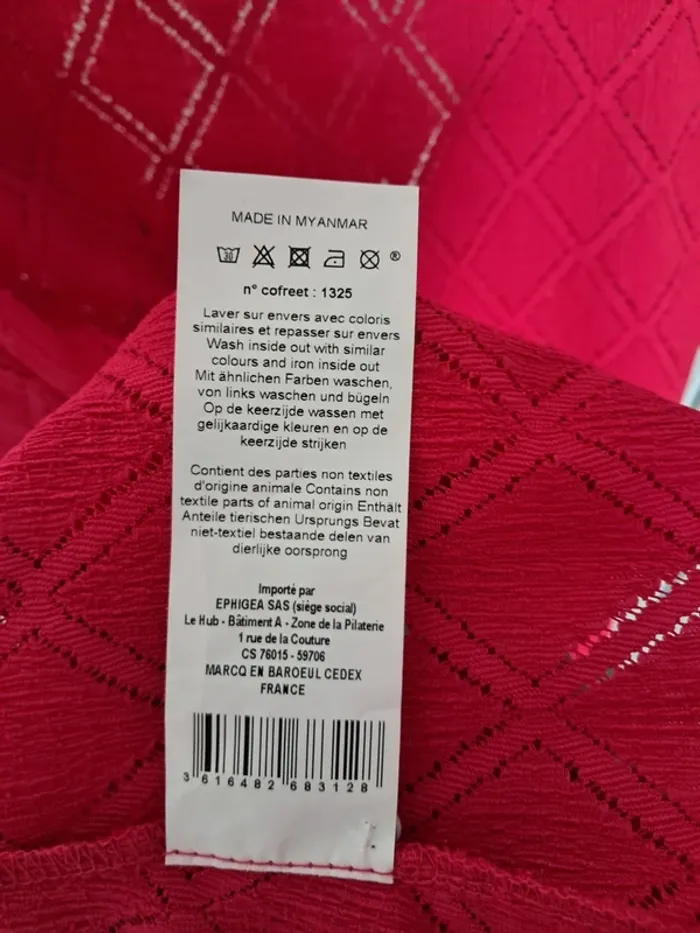 MADE IN MYANMAR
30 ®
n° cofreet : 1325
Laver sur envers avec coloris
similaires et repasser sur envers
Wash inside out with similar
colours and iron inside out
Mit ähnlichen Farben waschen,
von links waschen und bügeln
Op de keerzijde wassen met
gelijkaardige kleuren en op de
keerzijde strijken
Contient des parties non textiles
d'origine animale Contains non
textile parts of animal origin Enthält
Anteile tierischen Ursprungs Bevat
niet-textiel bestaande delen van
dierlijke oorsprong
Importé par
EPHIGEA SAS (siége social)
Le Hub - Bâtiment A - Zone de la Pilaterie
1 rue de la Couture
CS 76015 - 59706
MARCQ EN BAROEUL CEDEX
FRANCE
3 616482 683128